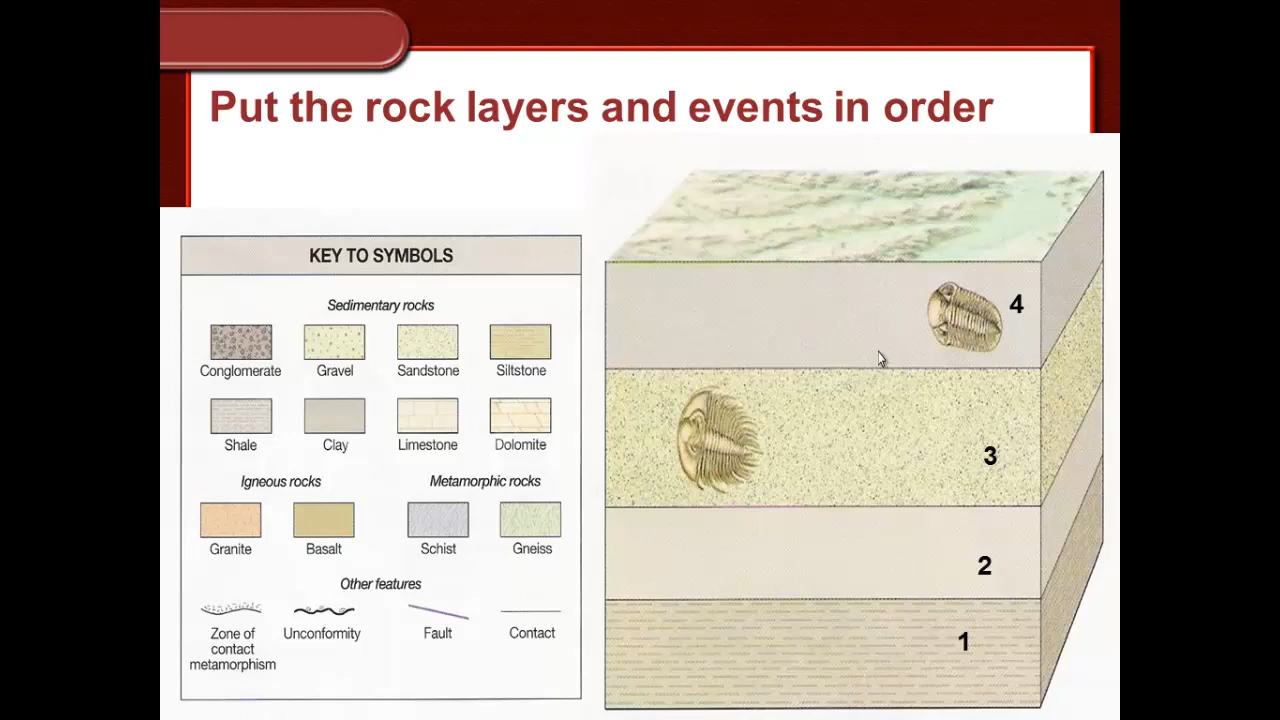 Put the rock layers and events in order
KEY TO SYMBOLS
Sedimentary rocks
Conglomerate Gravel Sandstone Siltstone
Shale Clay Limestone Dolomite
Igneous rocks Metamorphic rocks
Granite Basalt Schist Gneiss
Other features
Zone of contact metamorphism Unconformity Fault Contact
4
3
2
1